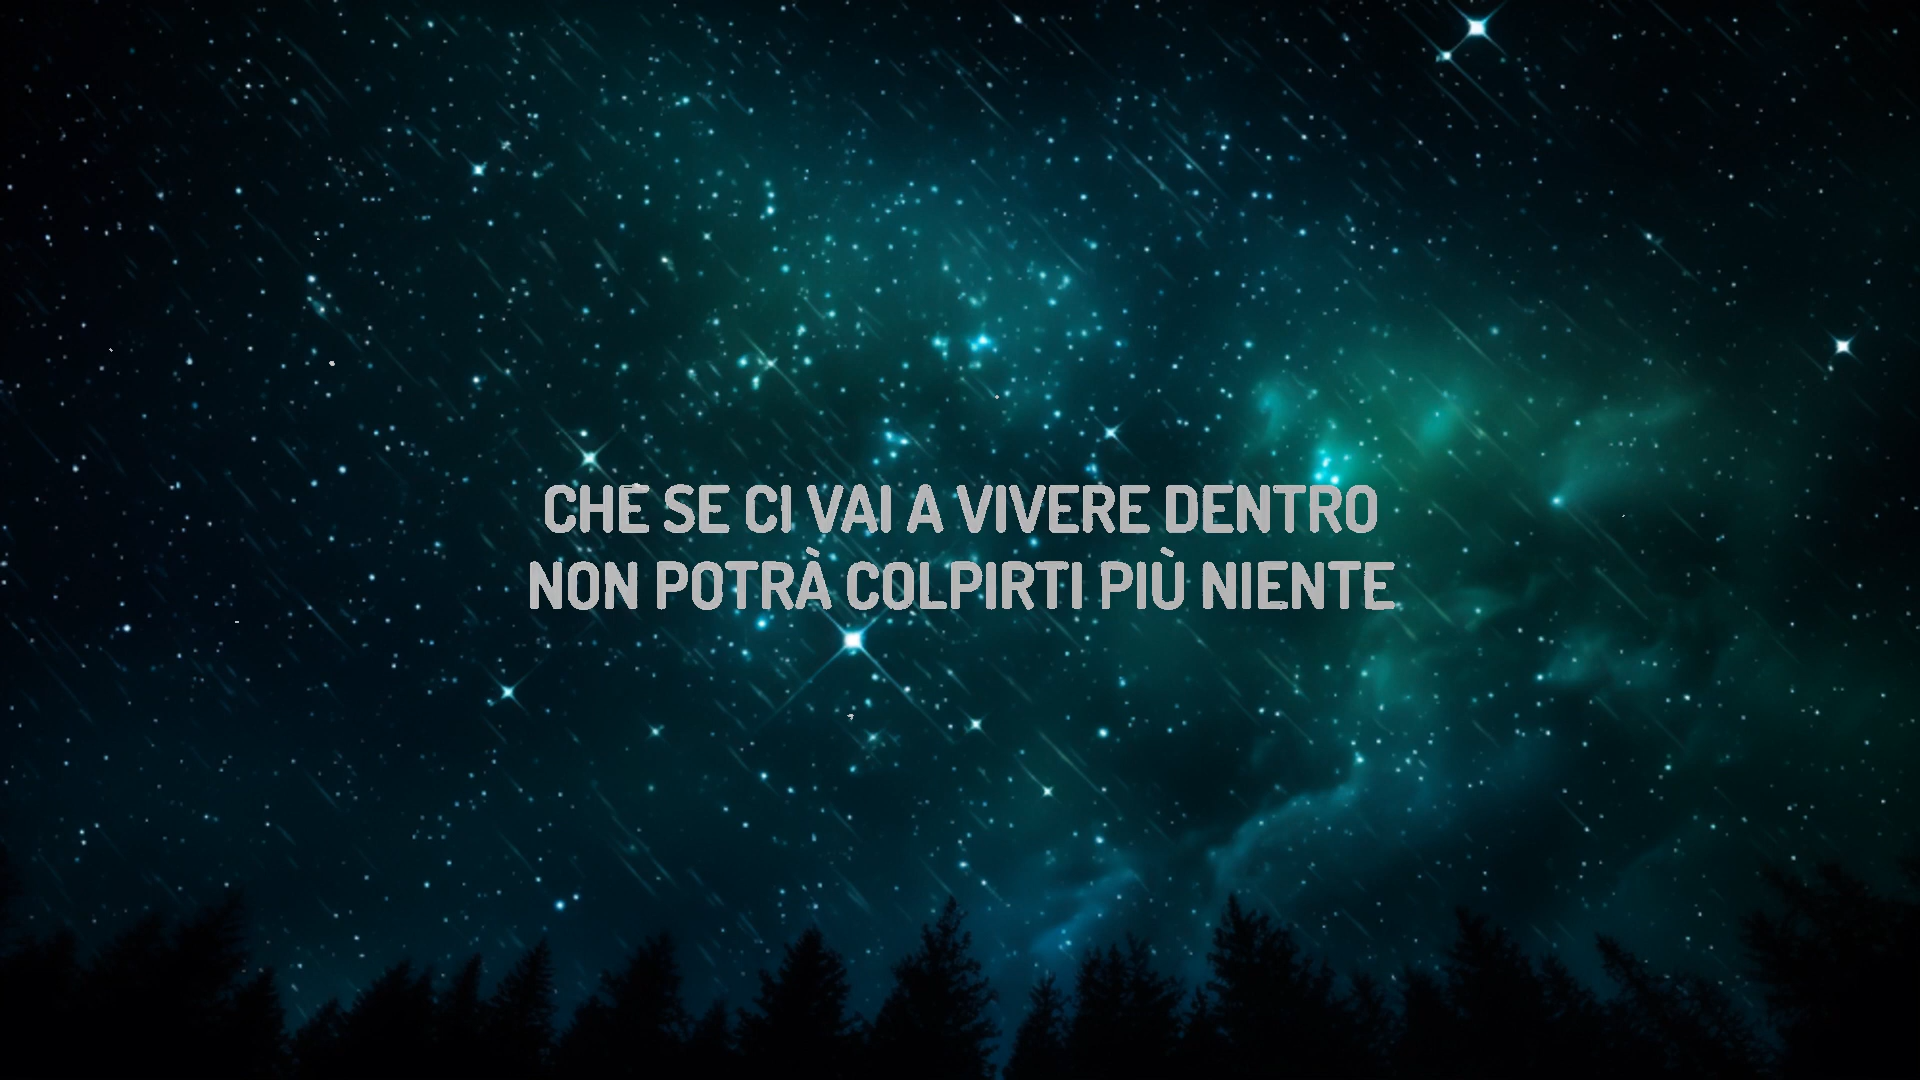 CHE SE CI VAI A VIVERE DENTRO
NON POTRÀ COLPIRTI PIÙ NIENTE